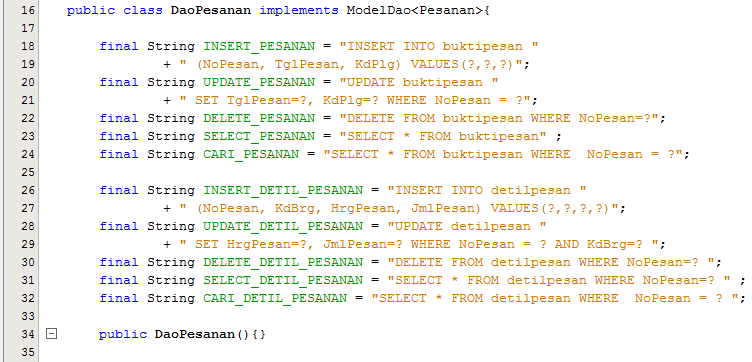 16 public class DaoPesanan implements ModelDao<Pesanan>{
17
18 final String INSERT_PESANAN = "INSERT INTO buktipesan "
19 + " (NoPesan, TglPesan, KdPlg) VALUES(?,?,?)";
20 final String UPDATE_PESANAN = "UPDATE buktipesan "
21 + " SET TglPesan=?, KdPlg=? WHERE NoPesan = ?";
22 final String DELETE_PESANAN = "DELETE FROM buktipesan WHERE NoPesan=?";
23 final String SELECT_PESANAN = "SELECT * FROM buktipesan" ;
24 final String CARI_PESANAN = "SELECT * FROM buktipesan WHERE  NoPesan = ?";
25
26 final String INSERT_DETIL_PESANAN = "INSERT INTO detilpesan "
27 + " (NoPesan, KdBrg, HrgPesan, JmlPesan) VALUES(?,?,?,?)";
28 final String UPDATE_DETIL_PESANAN = "UPDATE detilpesan "
29 + " SET HrgPesan=?, JmlPesan=? WHERE NoPesan = ? AND KdBrg=? ";
30 final String DELETE_DETIL_PESANAN = "DELETE FROM detilpesan WHERE NoPesan=? ";
31 final String SELECT_DETIL_PESANAN = "SELECT * FROM detilpesan WHERE NoPesan=? " ;
32 final String CARI_DETIL_PESANAN = "SELECT * FROM detilpesan WHERE  NoPesan = ? ";
33
34 public DaoPesanan(){}
35